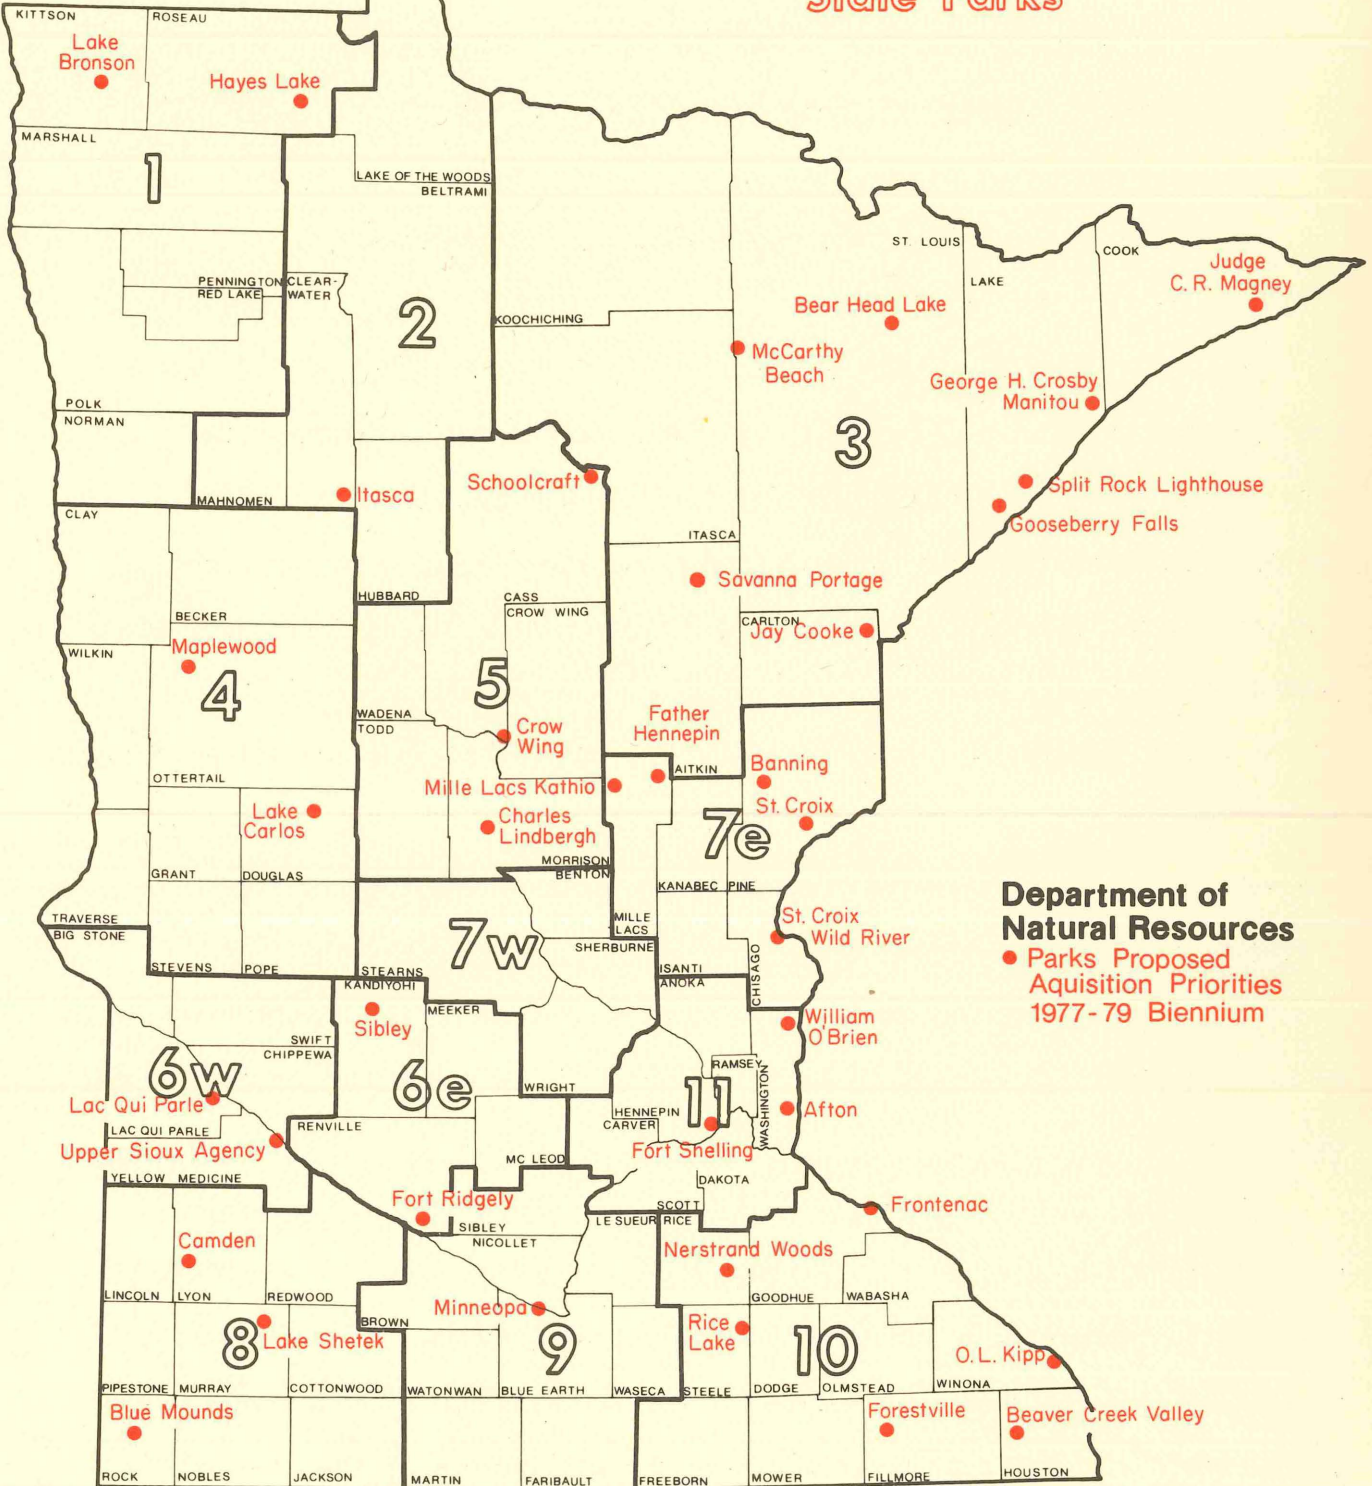 State Parks
KITTSON
ROSEAU
Lake
Bronson
Hayes Lake
MARSHALL
1
LAKE OF THE WOODS
BELTRAMI
PENNINGTON
RED LAKE
CLEAR-
WATER
2
KOOCHICHING
ST. LOUIS
LAKE
COOK
Judge
C. R. Magney
Bear Head Lake
McCarthy
Beach
George H. Crosby
Manitou
3
POLK
NORMAN
MAHNOMEN
Itasca
Schoolcraft
Split Rock Lighthouse
Gooseberry Falls
CLAY
ITASCA
Savanna Portage
HUBBARD
CASS
CROW WING
BECKER
CARLTON
Jay Cooke
WILKIN
Maplewood
4
5
WADENA
TODD
Crow
Wing
Father
Hennepin
AITKIN
Banning
OTTERTAIL
Mille Lacs Kathio
Lake
Carlos
Charles
Lindbergh
St. Croix
7e
MORRISON
BENTON
GRANT
DOUGLAS
KANABEC
PINE
TRAVERSE
BIG STONE
MILLE
LACS
St. Croix
Wild River
7w
SHERBURNE
STEVENS
POPE
STEARNS
ISANTI
CHISAGO
Department of
Natural Resources
Parks Proposed
Aquisition Priorities
1977-79 Biennium
KANDIYOHI
ANOKA
MEEKER
Sibley
William
O'Brien
SWIFT
CHIPPEWA
6w
6e
WRIGHT
RAMSEY
11
WASHINGTON
Lac Qui Parle
HENNEPIN
CARVER
Afton
LAC QUI PARLE
RENVILLE
Upper Sioux Agency
Fort Snelling
MC LEOD
YELLOW MEDICINE
DAKOTA
Fort Ridgely
SCOTT
Frontenac
SIBLEY
NICOLLET
LE SUEUR
RICE
Camden
Nerstrand Woods
LINCOLN
LYON
REDWOOD
GOODHUE
WABASHA
BROWN
Minneopa
8
Lake Shetek
9
Rice
Lake
10
O. L. Kipp
PIPESTONE
MURRAY
COTTONWOOD
WATONWAN
BLUE EARTH
WASECA
STEELE
DODGE
OLMSTEAD
WINONA
Blue Mounds
Forestville
Beaver Creek Valley
ROCK
NOBLES
JACKSON
MARTIN
FARIBAULT
FREEBORN
MOWER
FILLMORE
HOUSTON